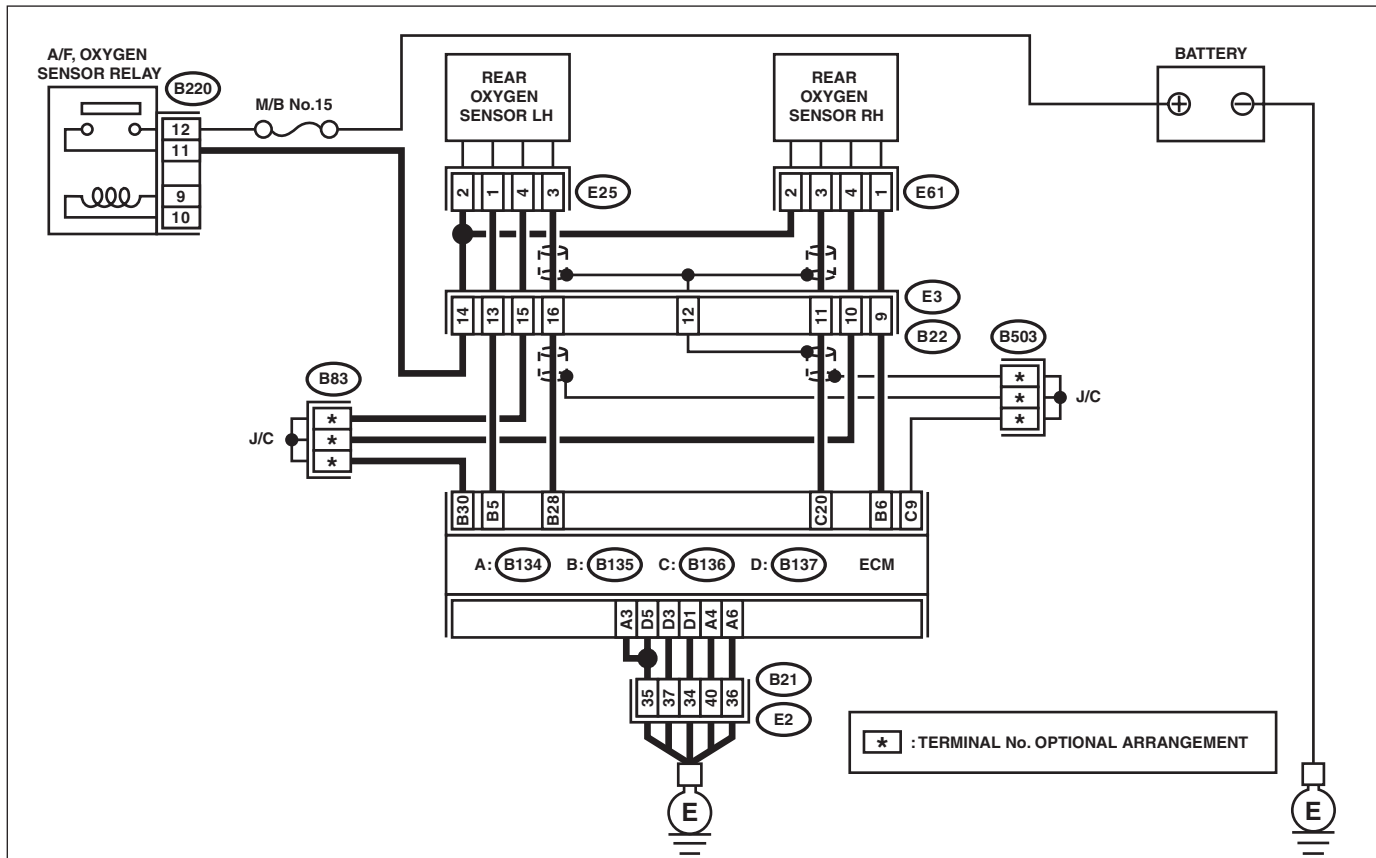 A/F, OXYGEN
SENSOR RELAY
B220
12
11
9
10
M/B No.15
REAR
OXYGEN
SENSOR LH
REAR
OXYGEN
SENSOR RH
BATTERY
+ −
2 1 4 3
E25
2 3 4 1
E61
14 13 15 16 12 11 10 9
E3
B22
B83
*
*
*
J/C
B503
*
*
*
J/C
B30 B5 B28 C20 B6 C9
A: B134 B: B135 C: B136 D: B137 ECM
A3 D5 D3 D1 A4 A6
35 37 34 40 36
B21
E2
E
* : TERMINAL No. OPTIONAL ARRANGEMENT
E